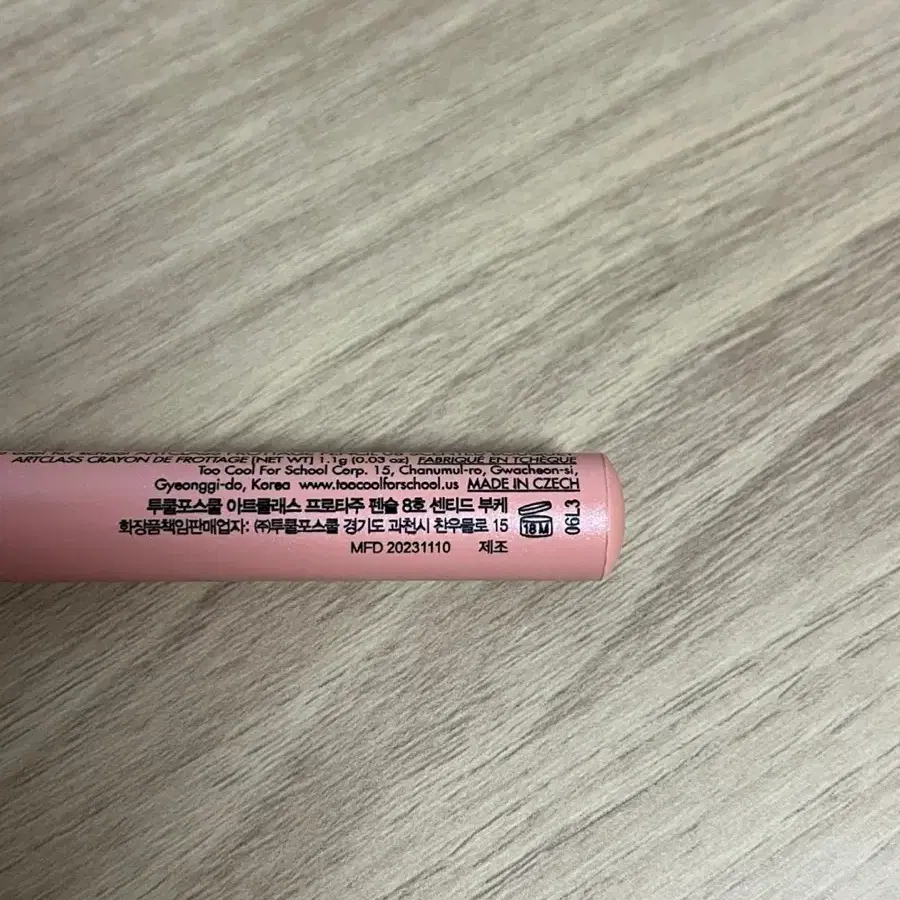 ARTCLASS CRAYON DE FROTTAGE [NET WT] 1.1g (0.03 oz) FABRIQUÉ EN TCHÈQUE
Too Cool For School Corp. 15, Chanumul-ro, Gwacheon-si,
Gyeonggi-do, Korea www.toocoolforschool.us MADE IN CZECH
투쿨포스쿨 아트클래스 프로타주 펜슬 8호 센티드 부케
화장품책임판매업자: ㈜투쿨포스쿨 경기도 과천시 찬우물로 15
18M
06L3
MFD 20231110 제조